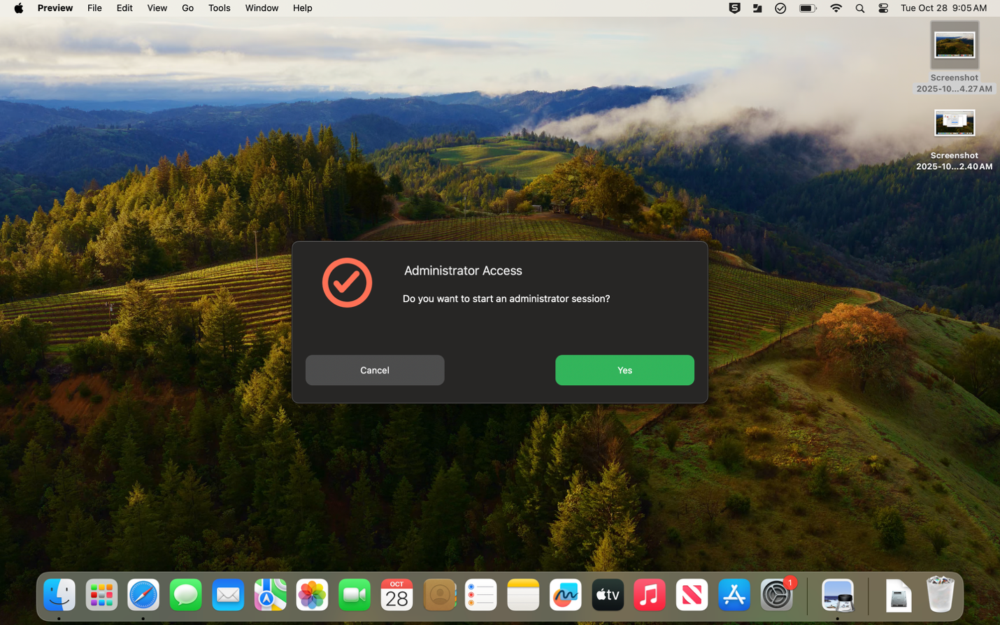 Preview File Edit View Go Tools Window Help Tue Oct 28 9:05 AM
Screenshot
2025-10...4.27 AM
Screenshot
2025-10...2.40 AM
Administrator Access
Do you want to start an administrator session?
Cancel Yes
OCT
28
tv
1